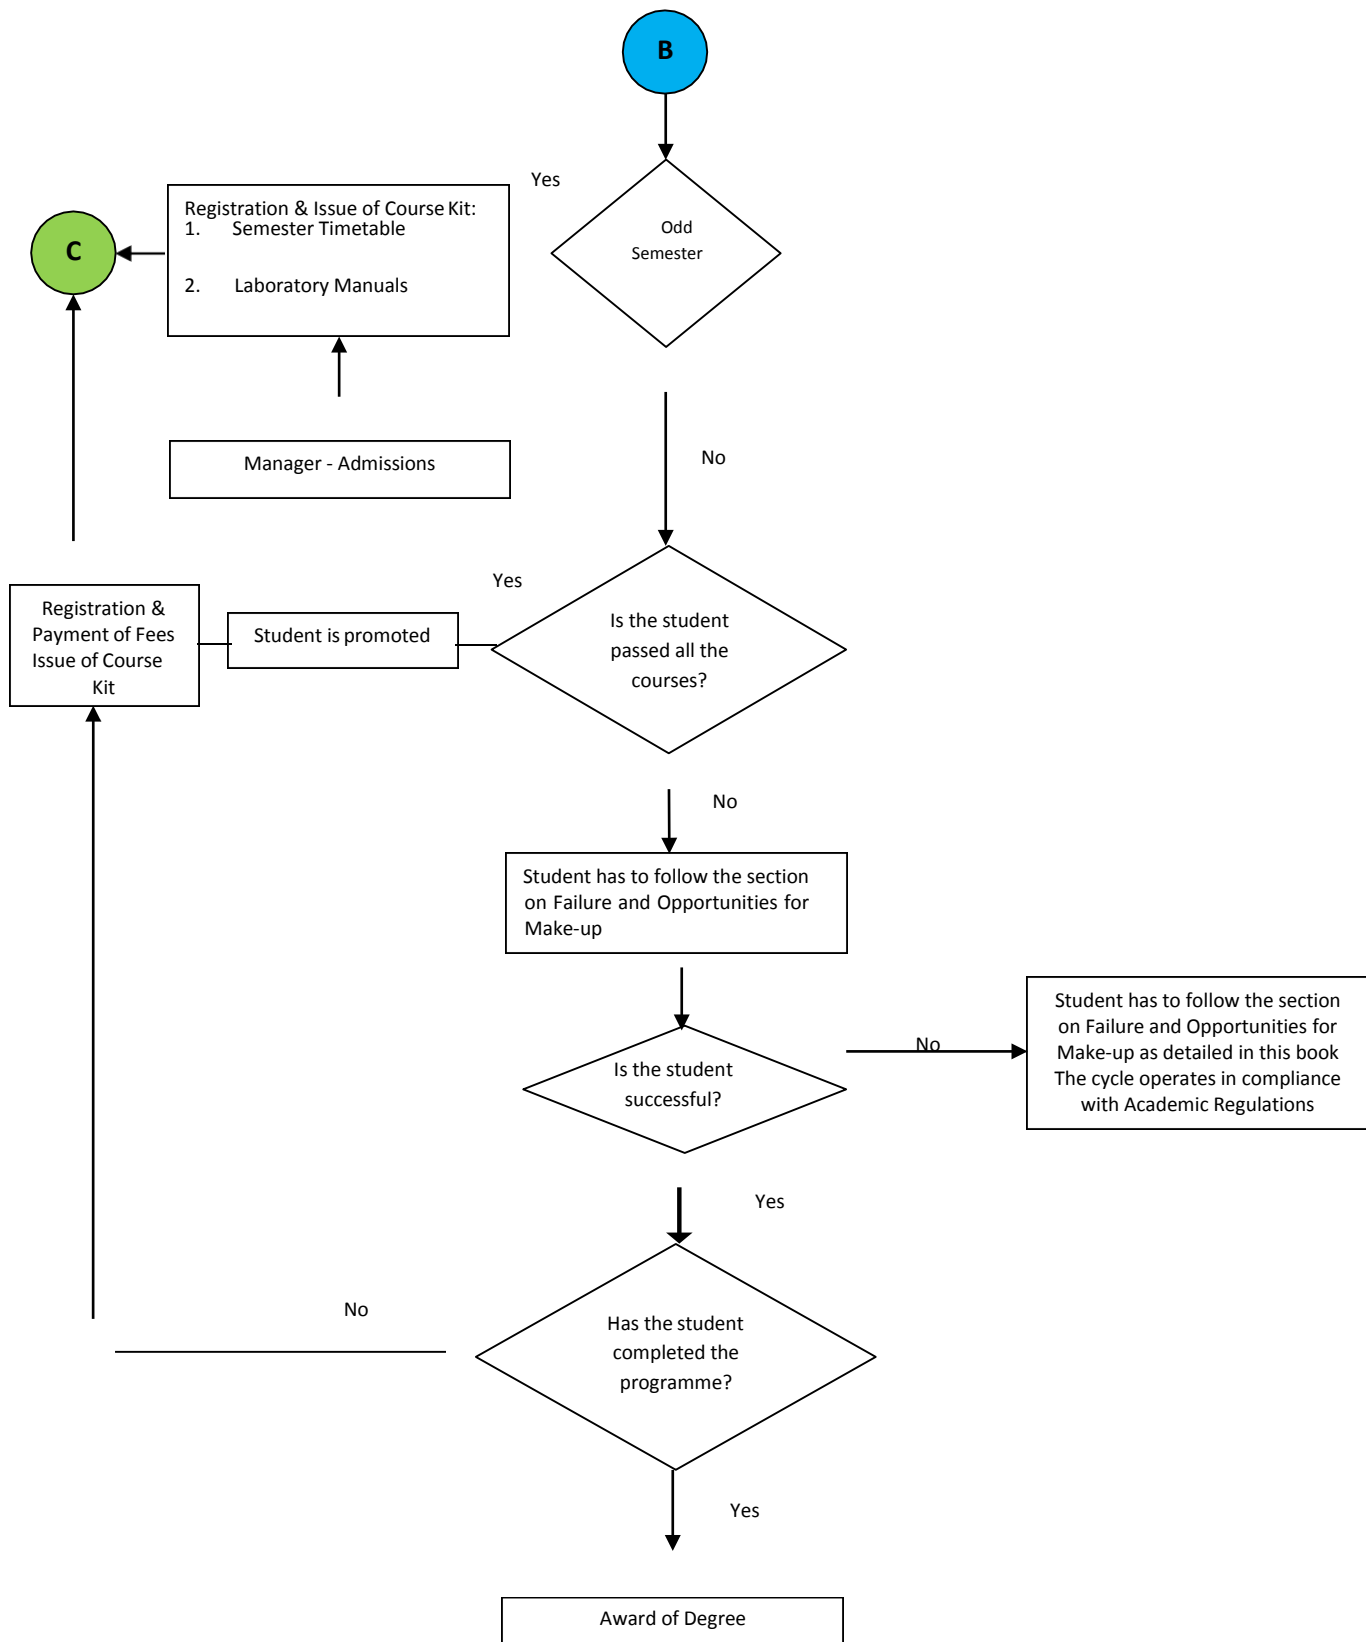 B
Yes
Registration & Issue of Course Kit:
1. Semester Timetable
2. Laboratory Manuals
Odd
Semester
C
Manager - Admissions
No
Yes
Registration &
Payment of Fees
Issue of Course
Kit
Student is promoted
Is the student
passed all the
courses?
No
Student has to follow the section
on Failure and Opportunities for
Make-up
Student has to follow the section
on Failure and Opportunities for
Make-up as detailed in this book
The cycle operates in compliance
with Academic Regulations
No
Is the student
successful?
Yes
No
Has the student
completed the
programme?
Yes
Award of Degree